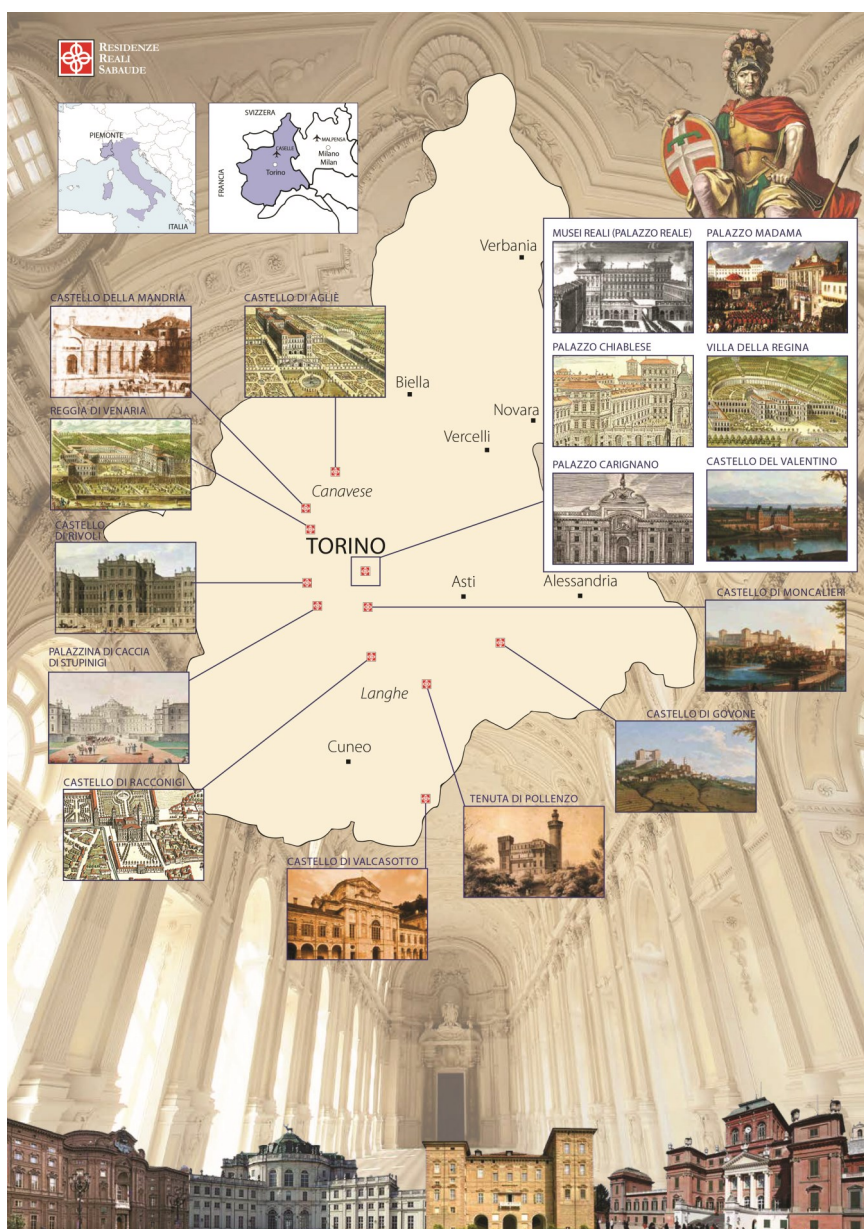 RESIDENZE
REALI
SABAUDE
PIEMONTE
ITALIA
SVIZZERA
MALPENSA
CASELLE
Milano
Milan
Torino
FRANCIA
Verbania
MUSEI REALI (PALAZZO REALE)
PALAZZO MADAMA
CASTELLO DELLA MANDRIA
CASTELLO DI AGLIÈ
PALAZZO CHIABLESE
VILLA DELLA REGINA
Biella
REGGIA DI VENARIA
Novara
Vercelli
PALAZZO CARIGNANO
CASTELLO DEL VALENTINO
Canavese
CASTELLO
DI RIVOLI
TORINO
Asti
Alessandria
CASTELLO DI MONCALIERI
PALAZZINA DI CACCIA
DI STUPINIGI
Langhe
CASTELLO DI GOVONE
Cuneo
CASTELLO DI RACCONIGI
TENUTA DI POLLENZO
CASTELLO DI VALCASOTTO